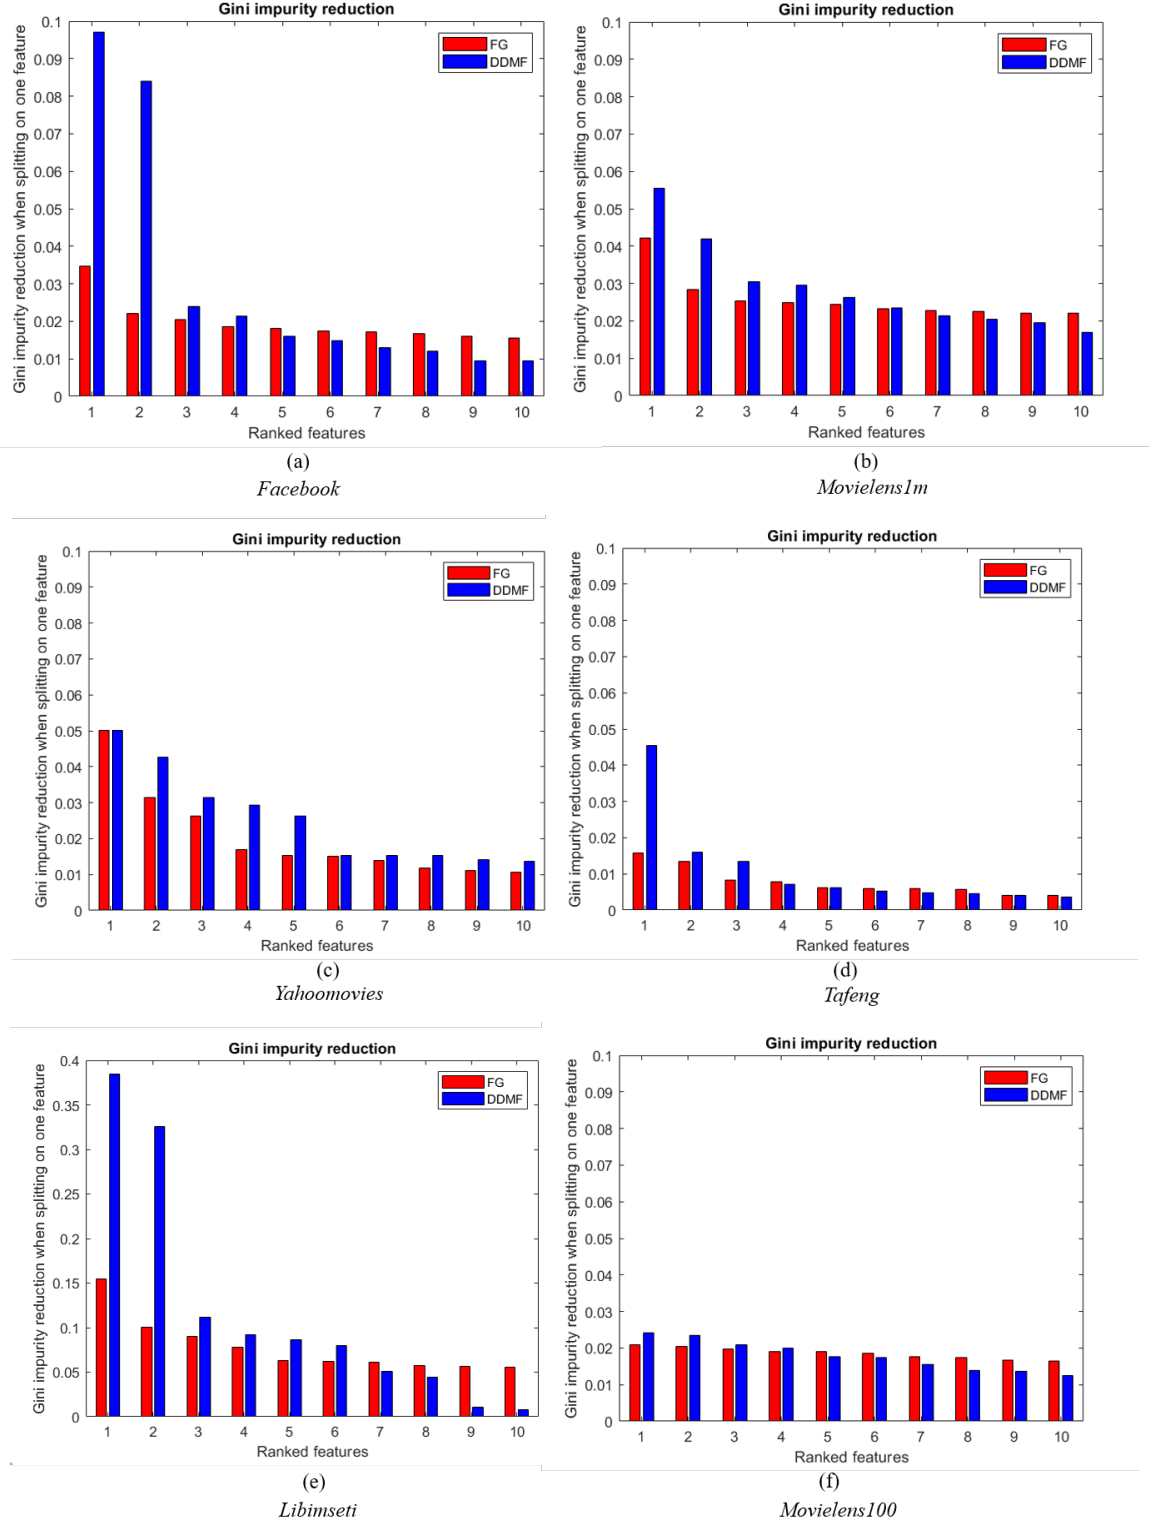 Gini impurity reduction
Gini impurity reduction when splitting on one feature
0.1
0.09
0.08
0.07
0.06
0.05
0.04
0.03
0.02
0.01
0
FG
DDMF
1 2 3 4 5 6 7 8 9 10
Ranked features
(a)
Facebook
Gini impurity reduction
Gini impurity reduction when splitting on one feature
0.1
0.09
0.08
0.07
0.06
0.05
0.04
0.03
0.02
0.01
0
FG
DDMF
1 2 3 4 5 6 7 8 9 10
Ranked features
(b)
Movielens1m
Gini impurity reduction
Gini impurity reduction when splitting on one feature
0.1
0.09
0.08
0.07
0.06
0.05
0.04
0.03
0.02
0.01
0
FG
DDMF
1 2 3 4 5 6 7 8 9 10
Ranked features
(c)
Yahoomovies
Gini impurity reduction
Gini impurity reduction when splitting on one feature
0.1
0.09
0.08
0.07
0.06
0.05
0.04
0.03
0.02
0.01
0
FG
DDMF
1 2 3 4 5 6 7 8 9 10
Ranked features
(d)
Tafeng
Gini impurity reduction
Gini impurity reduction when splitting on one feature
0.4
0.35
0.3
0.25
0.2
0.15
0.1
0.05
0
FG
DDMF
1 2 3 4 5 6 7 8 9 10
Ranked features
(e)
Libimseti
Gini impurity reduction
Gini impurity reduction when splitting on one feature
0.1
0.09
0.08
0.07
0.06
0.05
0.04
0.03
0.02
0.01
0
FG
DDMF
1 2 3 4 5 6 7 8 9 10
Ranked features
(f)
Movielens100